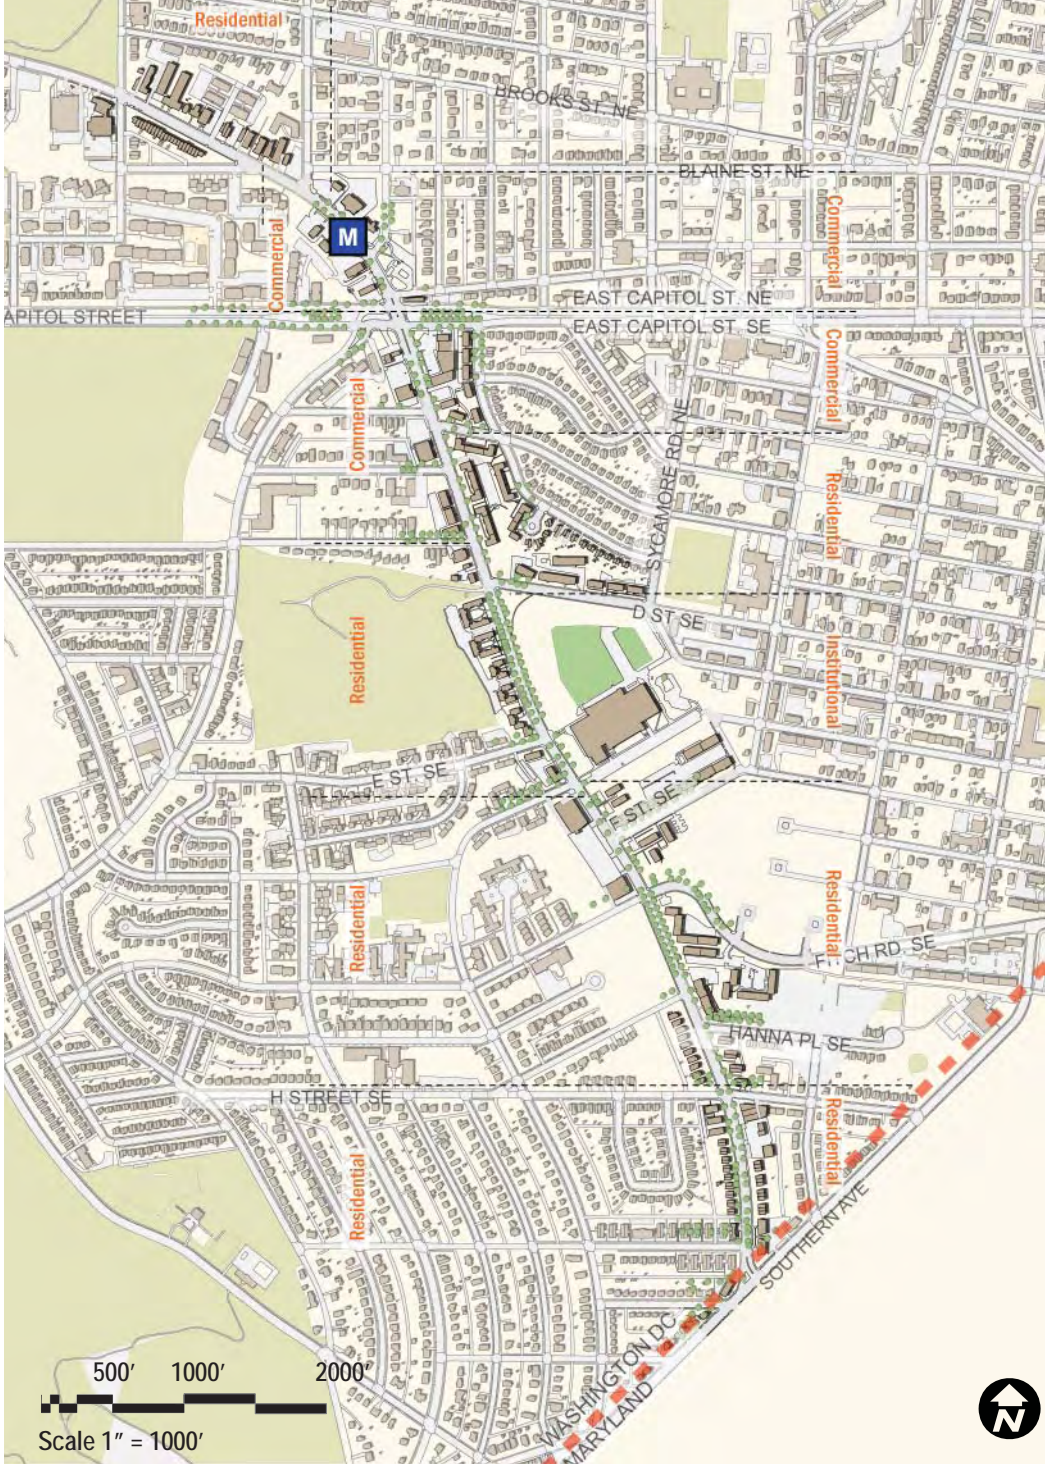 Residential
BROOKS ST. NE
BLAINE ST. NE
M
Commercial
Commercial
EAST CAPITOL ST. NE
APITOL STREET
EAST CAPITOL ST. SE
Commercial
Commercial
SYCAMORE RD. NE
Residential
D ST SE
Residential
Institutional
E ST. SE
F ST. SE
Residential
Residential
FITCH RD. SE
HANNA PL SE
H STREET SE
Residential
Residential
SOUTHERN AVE
WASHINGTON DC
MARYLAND
500′ 1000′ 2000′
Scale 1″ = 1000′
N